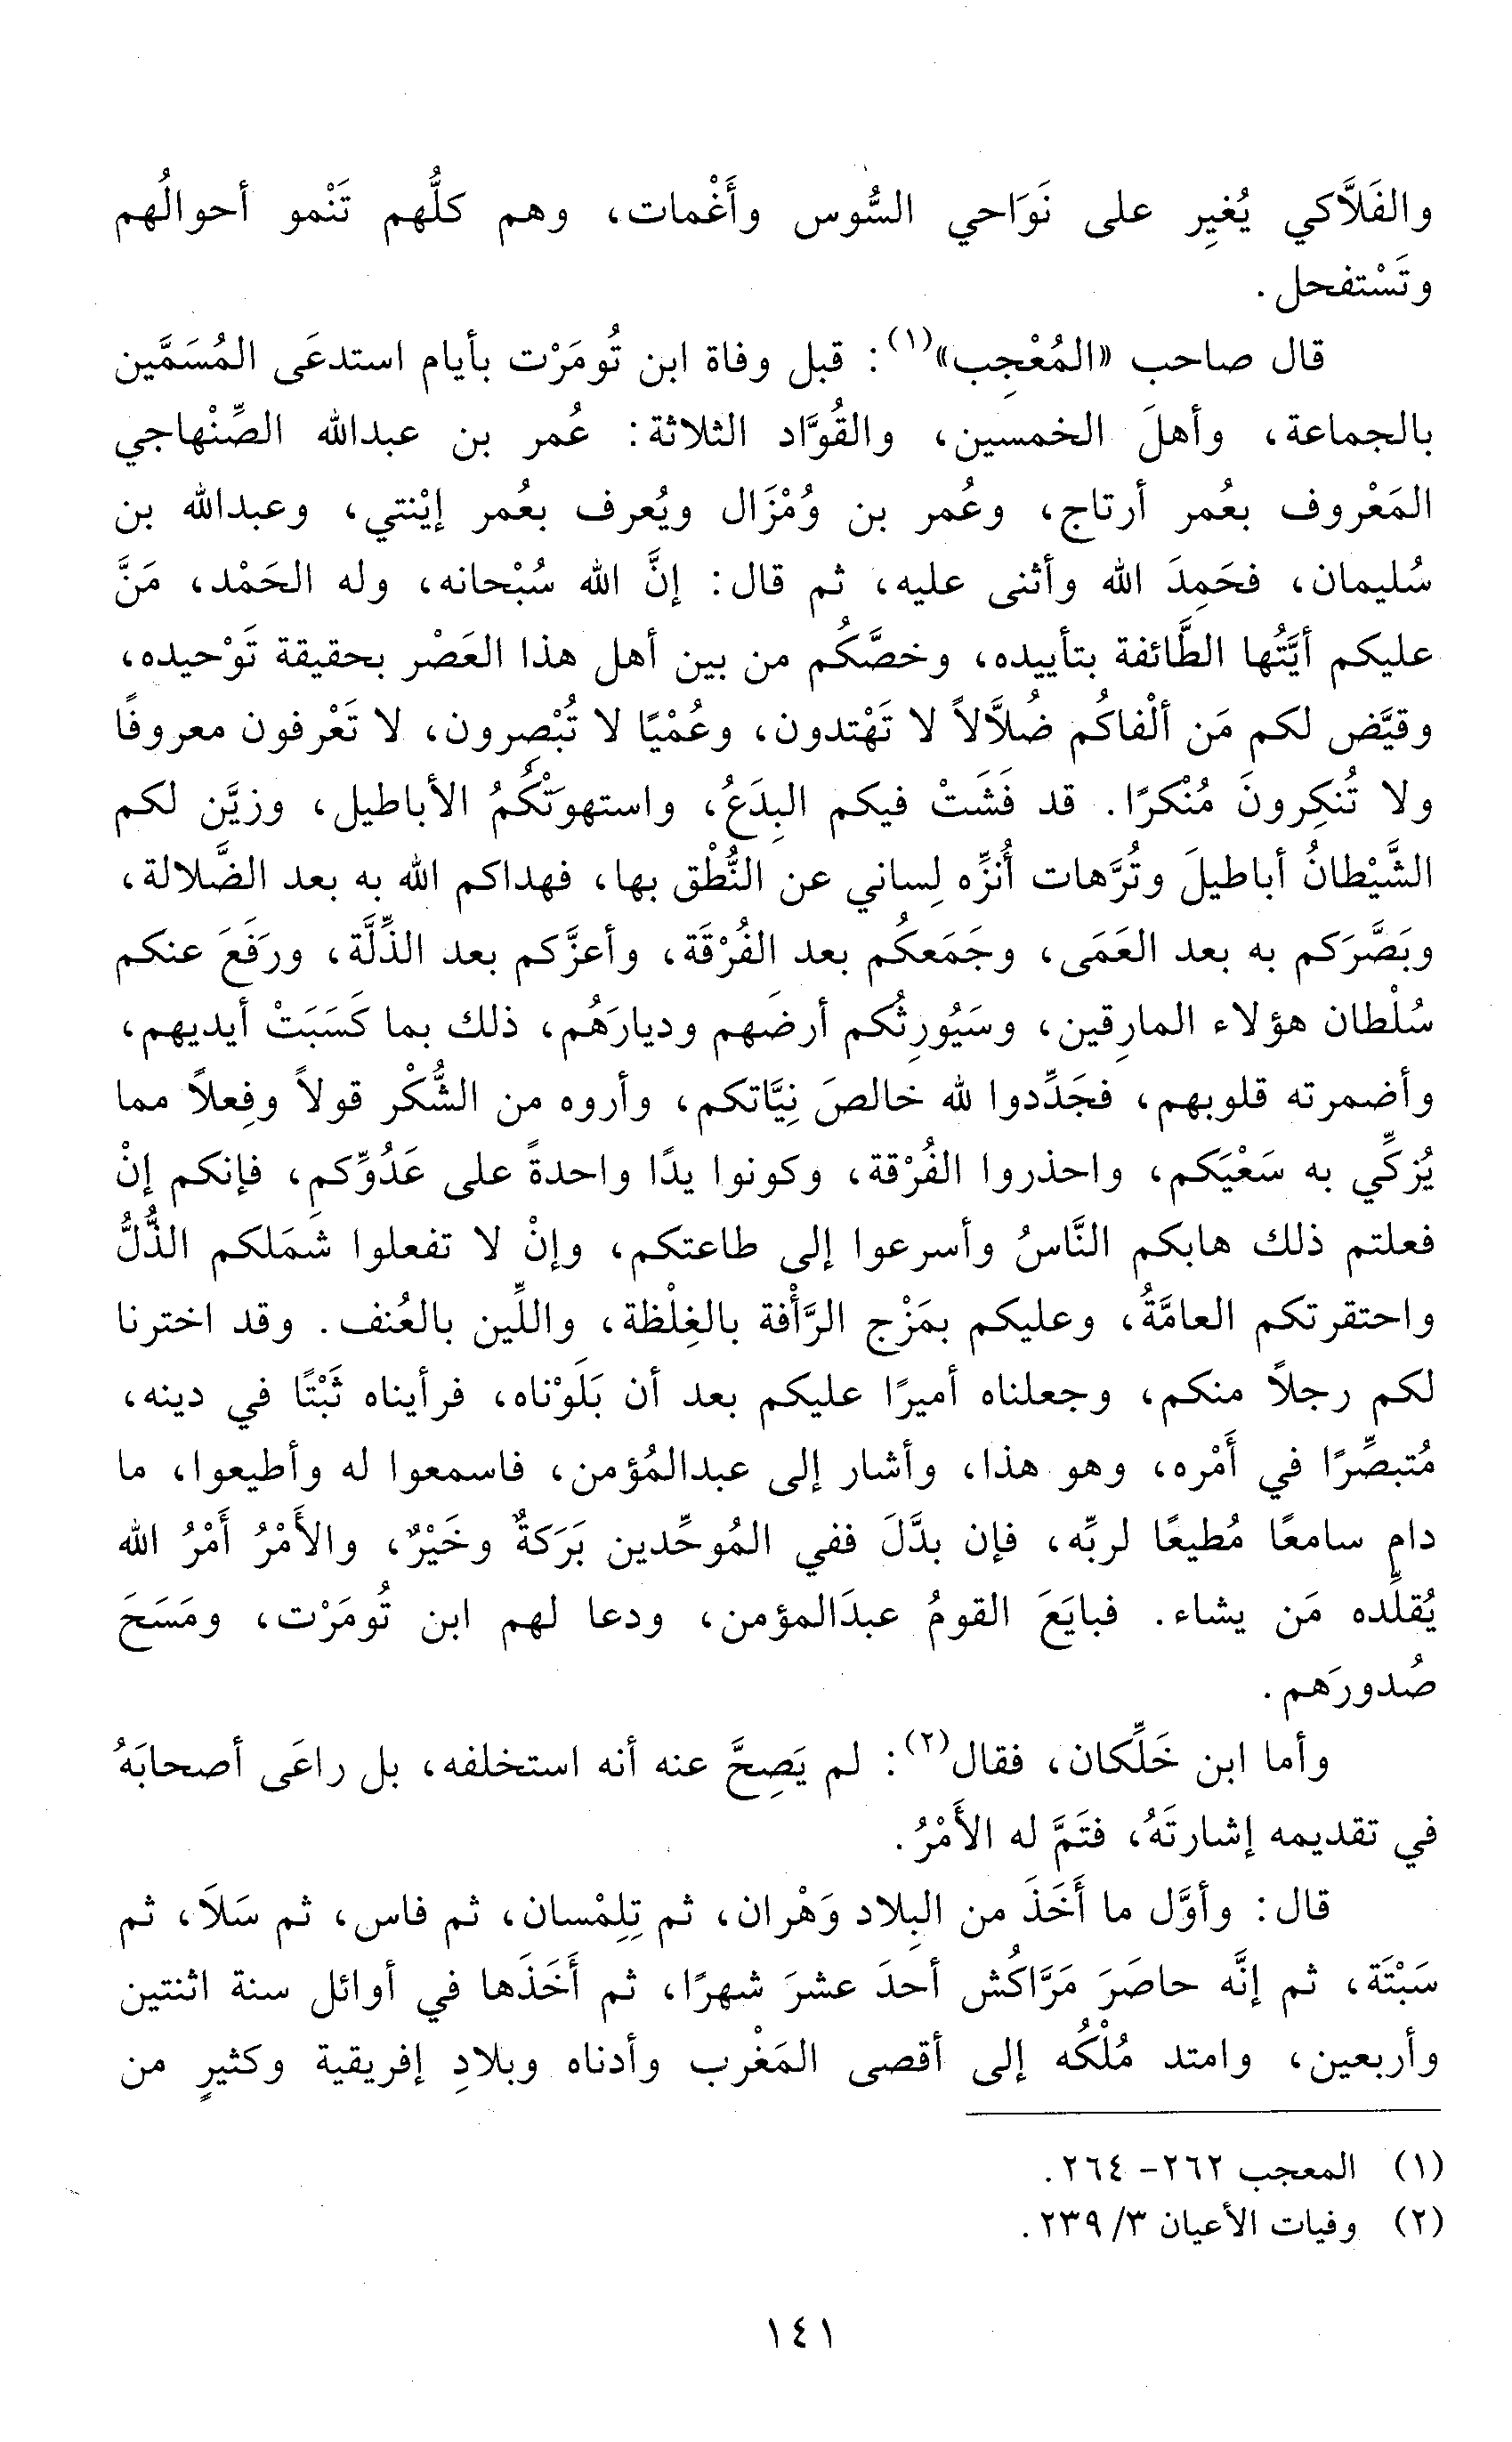 والفَلاَّكي يُغيِر على نَوَاحي السُّوس وأَغْمات، وهم كلُّهم تَنْمو أحوالُهم
وتَسْتفحل.
قال صاحب «المُعْجِب»(١): قبل وفاة ابن تُومَرْت بأيام استدعَى المُسَمَّين
بالجماعة، وأهلَ الخمسين، والقُوَّاد الثلاثة: عُمر بن عبدالله الصِّنْهاجي
المَعْروف بعُمر أرتاج، وعُمر بن وُمْزَال ويُعرف بعُمر إيْنتي، وعبدالله بن
سُليمان، فحَمِدَ الله وأثنى عليه، ثم قال: إنَّ الله سُبْحانه، وله الحَمْد، مَنَّ
عليكم أيَّتُها الطَّائفة بتأييده، وخصَّكُم من بين أهل هذا العَصْر بحقيقة تَوْحيده،
وقيَّض لكم مَن ألْفاكُم ضُلاَّلاً لا تَهْتدون، وعُمْيًا لا تُبْصِرون، لا تَعْرفون معروفًا
ولا تُنكِرونَ مُنْكرًا. قد فَشَتْ فيكم البِدَعُ، واستهوَتْكُمُ الأباطيل، وزيَّن لكم
الشَّيْطانُ أباطيلَ وتُرَّهات أُنزِّه لِساني عن النُّطْق بها، فهداكم الله به بعد الضَّلالة،
وبَصَّرَكم به بعد العَمَى، وجَمَعكُم بعد الفُرْقَة، وأعزَّكم بعد الذِّلَّة، ورَفَعَ عنكم
سُلْطان هؤلاء المارِقين، وسَيُورِثُكم أرضَهم وديارَهُم، ذلك بما كَسَبَتْ أيديهم،
وأضمرته قلوبهم، فجَدِّدوا لله خالصَ نِيَّاتكم، وأروه من الشُّكْر قولاً وفِعلاً مما
يُزكِّي به سَعْيَكم، واحذروا الفُرْقة، وكونوا يدًا واحدةً على عَدُوِّكم، فإنكم إنْ
فعلتم ذلك هابكم النَّاسُ وأسرعوا إلى طاعتكم، وإنْ لا تفعلوا شَمَلكم الذُّلُّ
واحتقرتكم العامَّةُ، وعليكم بمَزْج الرَّأْفة بالغِلْظة، واللِّين بالعُنف. وقد اخترنا
لكم رجلاً منكم، وجعلناه أميرًا عليكم بعد أن بَلَوْناه، فرأيناه ثَبْتًا في دينه،
مُتبصِّرًا في أَمْره، وهو هذا، وأشار إلى عبدالمُؤمن، فاسمعوا له وأطيعوا، ما
دام سامعًا مُطيعًا لربِّه، فإن بدَّلَ ففي المُوحِّدين بَرَكةٌ وخَيْرٌ، والأَمْرُ أَمْرُ الله
يُقلِّده مَن يشاء. فبايَعَ القومُ عبدَالمؤمن، ودعا لهم ابن تُومَرْت، ومَسَحَ
صُدورَهم.
وأما ابن خَلِّكان، فقال(٢): لم يَصِحَّ عنه أنه استخلفه، بل راعَى أصحابَهُ
في تقديمه إشارتَهُ، فتَمَّ له الأَمْرُ.
قال: وأوَّل ما أَخَذَ من البِلاد وَهْران، ثم تِلِمْسان، ثم فاس، ثم سَلاَ، ثم
سَبْتَة، ثم إنَّه حاصَرَ مَرَّاكُش أحدَ عشرَ شهرًا، ثم أَخَذَها في أوائل سنة اثنتين
وأربعين، وامتد مُلْكُه إلى أقصى المَغْرب وأدناه وبلادِ إفريقية وكثيرٍ من
(١) المعجب ٢٦٢- ٢٦٤.
(٢) وفيات الأعيان ٣/ ٢٣٩.
١٤١